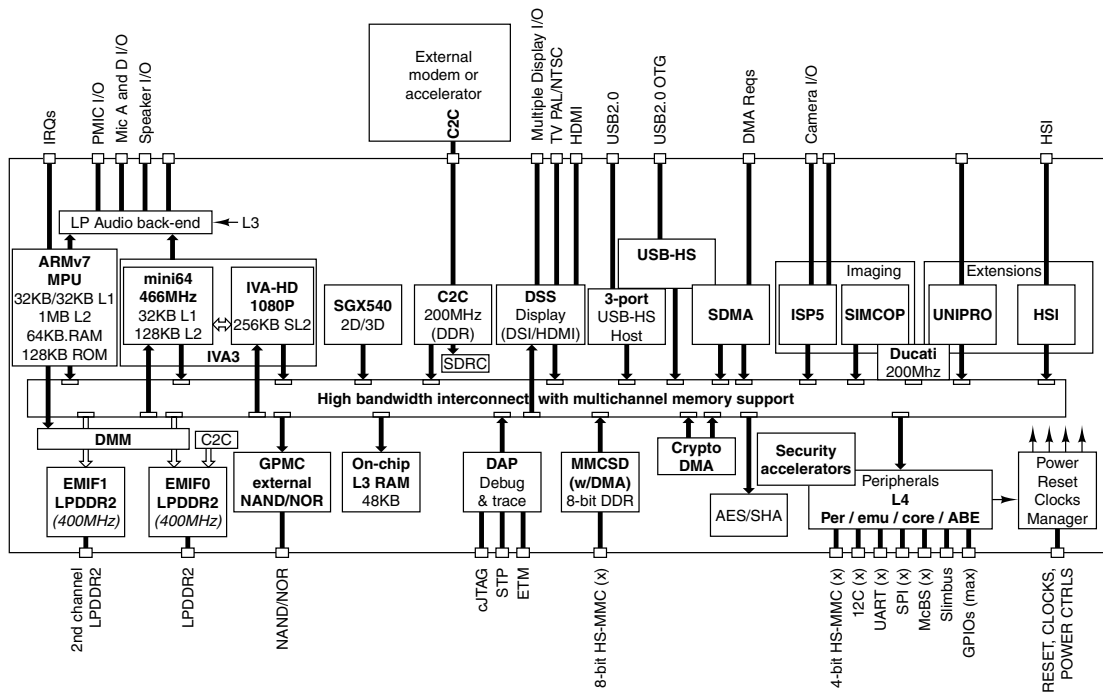 External
modem or
accelerator
C2C
IRQs
PMIC I/O
Mic A and D I/O
Speaker I/O
Multiple Display I/O
TV PAL/NTSC
HDMI
USB2.0
USB2.0 OTG
DMA Reqs
Camera I/O
HSI
LP Audio back-end
L3
ARMv7
MPU
32KB/32KB L1
1MB L2
64KB.RAM
128KB ROM
mini64
466MHz
32KB L1
128KB L2
IVA-HD
1080P
256KB SL2
IVA3
SGX540
2D/3D
C2C
200MHz
(DDR)
SDRC
DSS
Display
(DSI/HDMI)
USB-HS
3-port
USB-HS
Host
SDMA
Imaging
ISP5
SIMCOP
Ducati
200Mhz
Extensions
UNIPRO
HSI
High bandwidth interconnect with multichannel memory support
DMM
C2C
EMIF1
LPDDR2
(400MHz)
EMIF0
LPDDR2
(400MHz)
GPMC
external
NAND/NOR
On-chip
L3 RAM
48KB
DAP
Debug
& trace
MMCSD
(w/DMA)
8-bit DDR
Crypto
DMA
AES/SHA
Security
accelerators
Peripherals
L4
Per / emu / core / ABE
Power
Reset
Clocks
Manager
2nd channel
LPDDR2
LPDDR2
NAND/NOR
cJTAG
STP
ETM
8-bit HS-MMC (x)
4-bit HS-MMC (x)
12C (x)
UART (x)
SPI (x)
McBS (x)
Slimbus
GPIOs (max)
RESET, CLOCKS,
POWER CTRLS